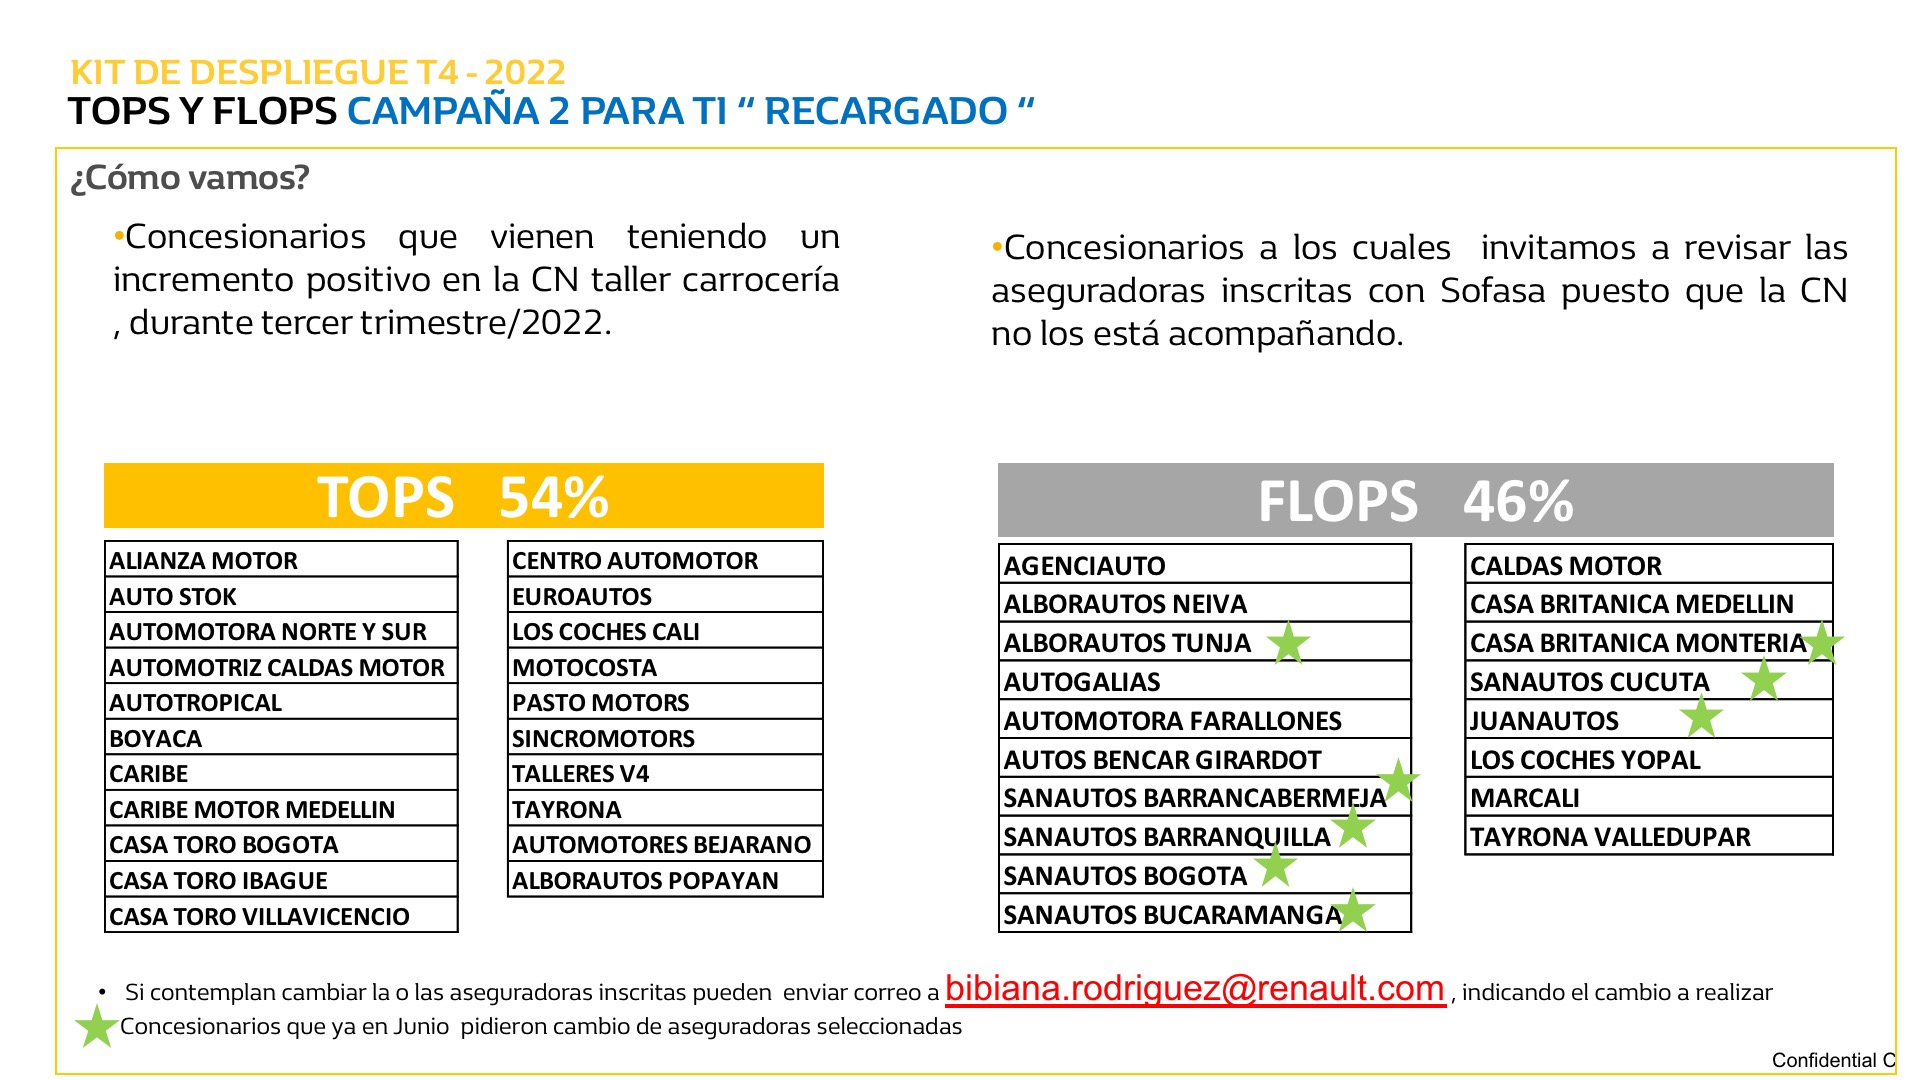 KIT DE DESPLIEGUE T4 - 2022
TOPS Y FLOPS CAMPAÑA 2 PARA TI “ RECARGADO “
¿Cómo vamos?
•Concesionarios que vienen teniendo un
incremento positivo en la CN taller carrocería
, durante tercer trimestre/2022.
•Concesionarios a los cuales invitamos a revisar las
aseguradoras inscritas con Sofasa puesto que la CN
no los está acompañando.
TOPS 54%
ALIANZA MOTOR
AUTO STOK
AUTOMOTORA NORTE Y SUR
AUTOMOTRIZ CALDAS MOTOR
AUTOTROPICAL
BOYACA
CARIBE
CARIBE MOTOR MEDELLIN
CASA TORO BOGOTA
CASA TORO IBAGUE
CASA TORO VILLAVICENCIO
CENTRO AUTOMOTOR
EUROAUTOS
LOS COCHES CALI
MOTOCOSTA
PASTO MOTORS
SINCROMOTORS
TALLERES V4
TAYRONA
AUTOMOTORES BEJARANO
ALBORAUTOS POPAYAN
FLOPS 46%
AGENCIAUTO
ALBORAUTOS NEIVA
ALBORAUTOS TUNJA
AUTOGALIAS
AUTOMOTORA FARALLONES
AUTOS BENCAR GIRARDOT
SANAUTOS BARRANCABERMEJA
SANAUTOS BARRANQUILLA
SANAUTOS BOGOTA
SANAUTOS BUCARAMANGA
CALDAS MOTOR
CASA BRITANICA MEDELLIN
CASA BRITANICA MONTERIA
SANAUTOS CUCUTA
JUANAUTOS
LOS COCHES YOPAL
MARCALI
TAYRONA VALLEDUPAR
• Si contemplan cambiar la o las aseguradoras inscritas pueden enviar correo a bibiana.rodriguez@renault.com , indicando el cambio a realizar
Concesionarios que ya en Junio pidieron cambio de aseguradoras seleccionadas
Confidential C